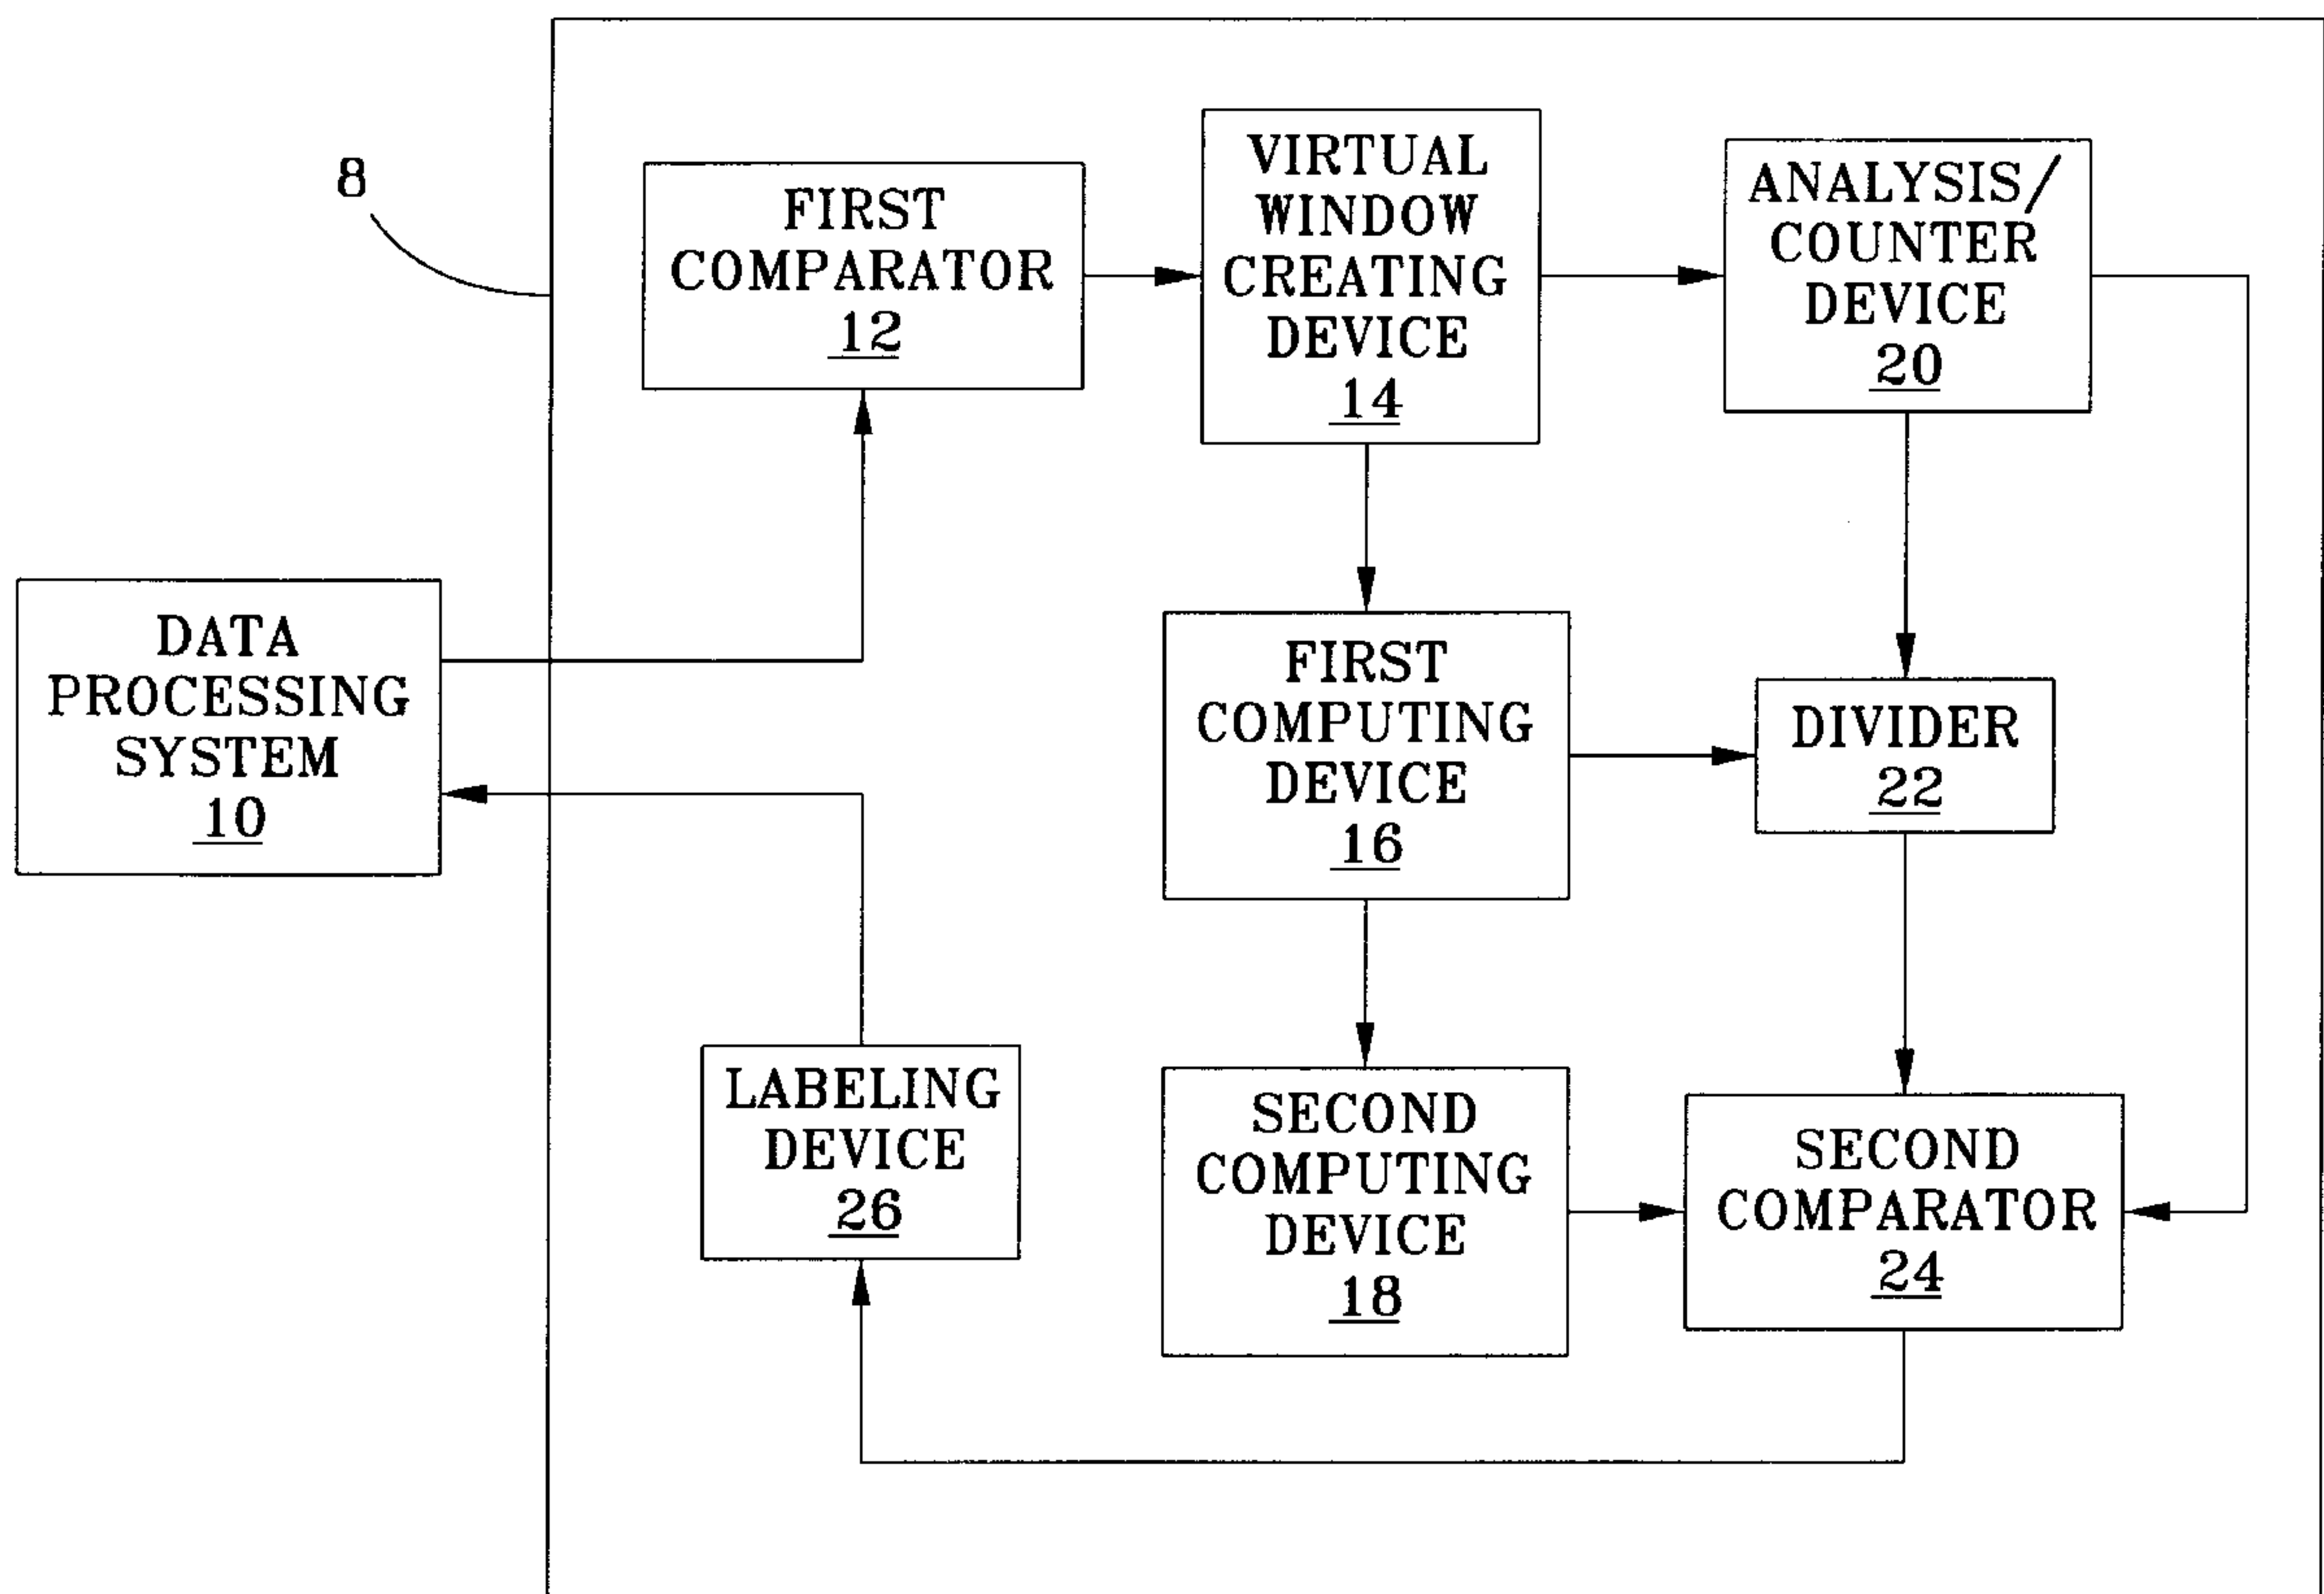 8
FIRST
COMPARATOR
12
VIRTUAL
WINDOW
CREATING
DEVICE
14
ANALYSIS/
COUNTER
DEVICE
20
DATA
PROCESSING
SYSTEM
10
FIRST
COMPUTING
DEVICE
16
DIVIDER
22
LABELING
DEVICE
26
SECOND
COMPUTING
DEVICE
18
SECOND
COMPARATOR
24